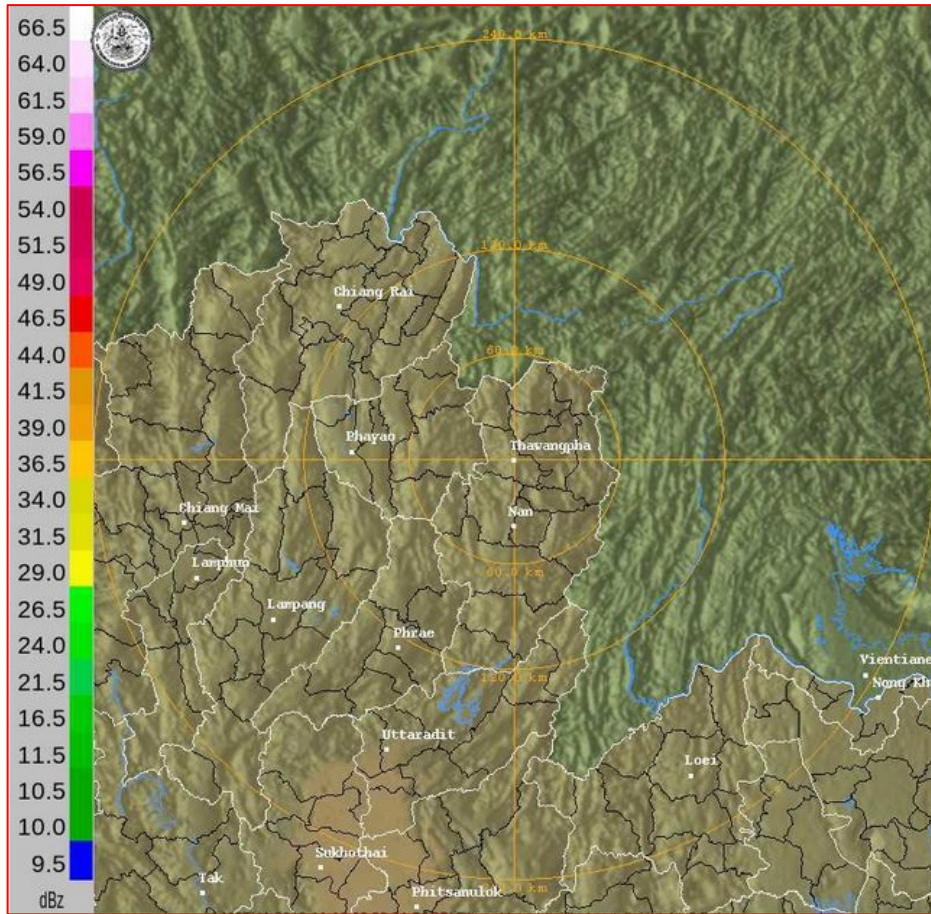 66.5
64.0
61.5
59.0
56.5
54.0
51.5
49.0
46.5
44.0
41.5
39.0
36.5
34.0
31.5
29.0
26.5
24.0
21.5
16.5
11.5
10.5
10.0
9.5
dBz
240.0 km
120.0 km
Chiang Rai
60.0 km
Phayao
Thawangpha
Chiang Mai
Nan
Lamphun
60.0 km
Lampang
Phrae
Vientiane
120.0 km
Uttaradit
Loei
Sukhothai
Tak
Phitsanulok